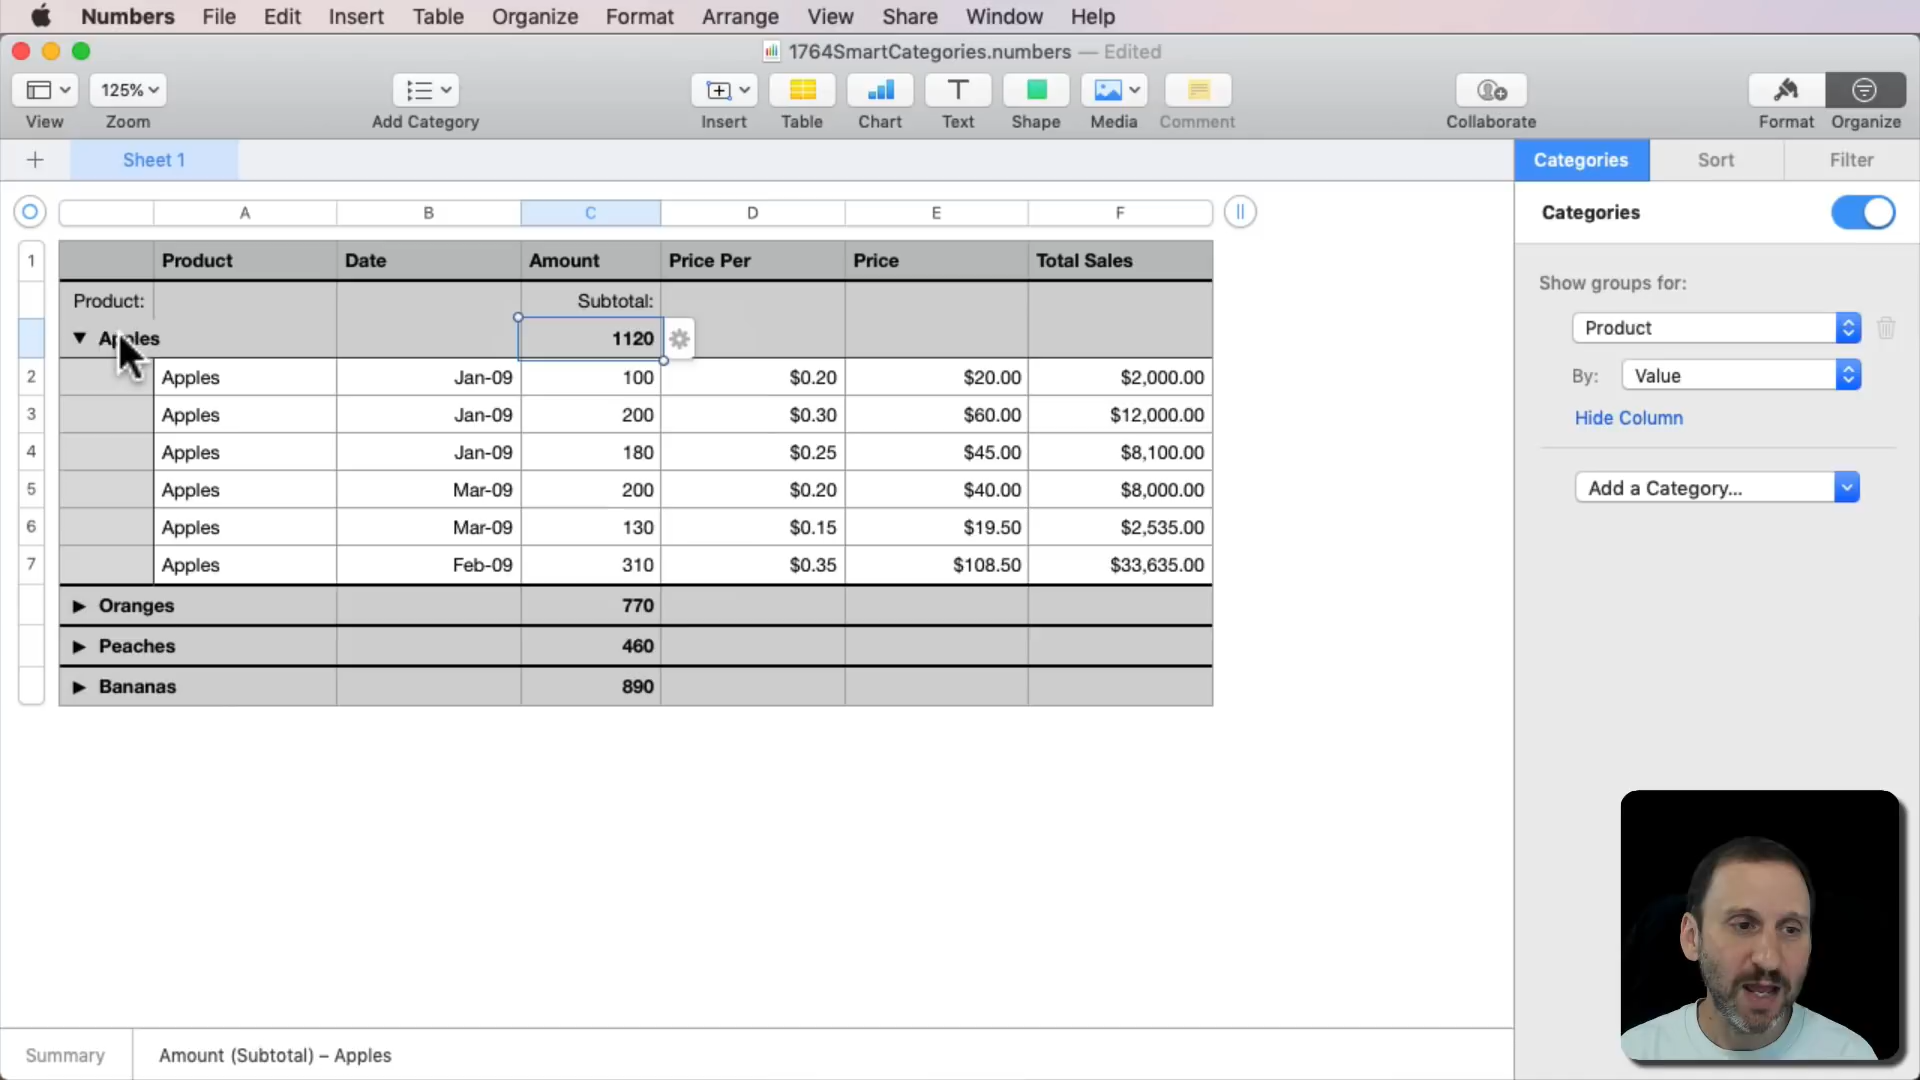 Numbers File Edit Insert Table Organize Format Arrange View Share Window Help
1764SmartCategories.numbers — Edited
125%
View Zoom Add Category Insert Table Chart Text Shape Media Comment Collaborate Format Organize
Sheet 1
Categories Sort Filter
A B C D E F
Categories
1 Product Date Amount Price Per Price Total Sales
Show groups for:
Product: Subtotal:
Product
Apples 1120
By: Value
2 Apples Jan-09 100 $0.20 $20.00 $2,000.00
3 Apples Jan-09 200 $0.30 $60.00 $12,000.00
Hide Column
4 Apples Jan-09 180 $0.25 $45.00 $8,100.00
5 Apples Mar-09 200 $0.20 $40.00 $8,000.00
Add a Category...
6 Apples Mar-09 130 $0.15 $19.50 $2,535.00
7 Apples Feb-09 310 $0.35 $108.50 $33,635.00
Oranges 770
Peaches 460
Bananas 890
Summary Amount (Subtotal) – Apples